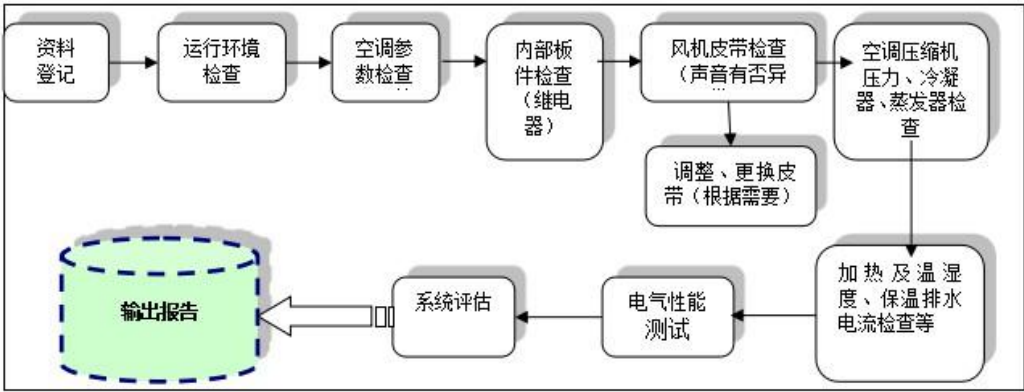 资料
登记
运行环境
检查
空调参
数检查
内部板
件检查
（继电
器）
风机皮带检查
（声音有否异
空调压缩机
压力、冷凝
器、蒸发器检
查
调整、更换皮
带（根据需要）
加热及温湿
度、保温排水
电流检查等
电气性能
测试
系统评估
输出报告